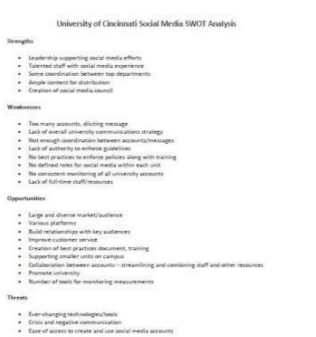 University of Cincinnati Social Media SWOT Analysis
Strengths
• Leadership supporting social media efforts
• Talented staff with social media experience
• Some coordination between top departments
• Ample content for distribution
• Creation of social media council
Weaknesses
• Too many accounts, diluting message
• Lack of overall university communications strategy
• Not enough coordination between accounts/messages
• Lack of authority to enforce guidelines
• No best practices to enforce policies along with training
• No defined roles for social media within each unit
• No consistent monitoring of all university accounts
• Lack of full-time staff/resources
Opportunities
• Large and diverse market/audience
• Various platforms
• Build relationships with key audiences
• Improve customer service
• Creation of best practices document, training
• Supporting smaller units on campus
• Collaboration between accounts – streamlining and combining staff and other resources
• Promote university
• Number of tools for monitoring measurements
Threats
• Ever-changing technologies/tools
• Crisis and negative communication
• Ease of access to create and use social media accounts